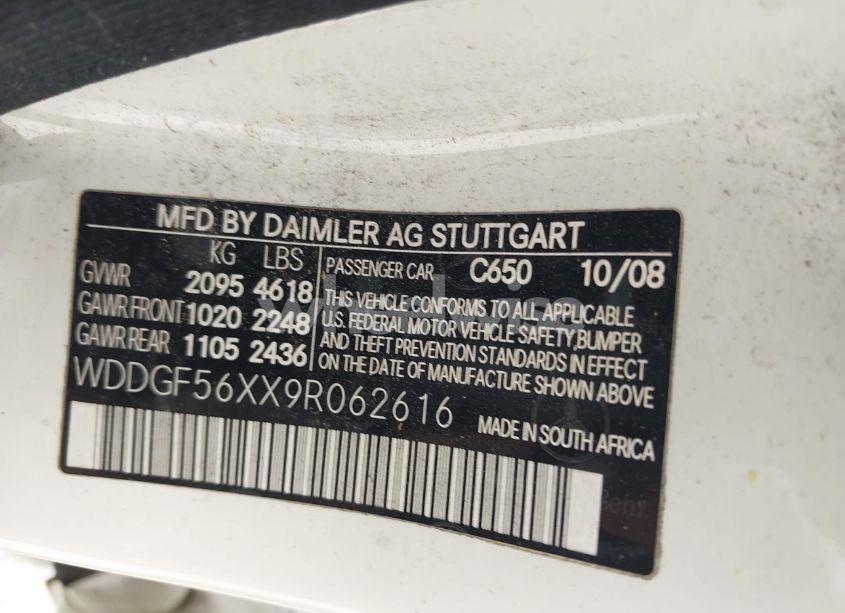 MFD BY DAIMLER AG STUTTGART
KG LBS
GVWR 2095 4618
GAWR FRONT 1020 2248
GAWR REAR 1105 2436
PASSENGER CAR C650 10/08
THIS VEHICLE CONFORMS TO ALL APPLICABLE
U.S. FEDERAL MOTOR VEHICLE SAFETY,BUMPER
AND THEFT PREVENTION STANDARDS IN EFFECT
ON THE DATE OF MANUFACTURE SHOWN ABOVE
WDDGF56XX9R062616
MADE IN SOUTH AFRICA